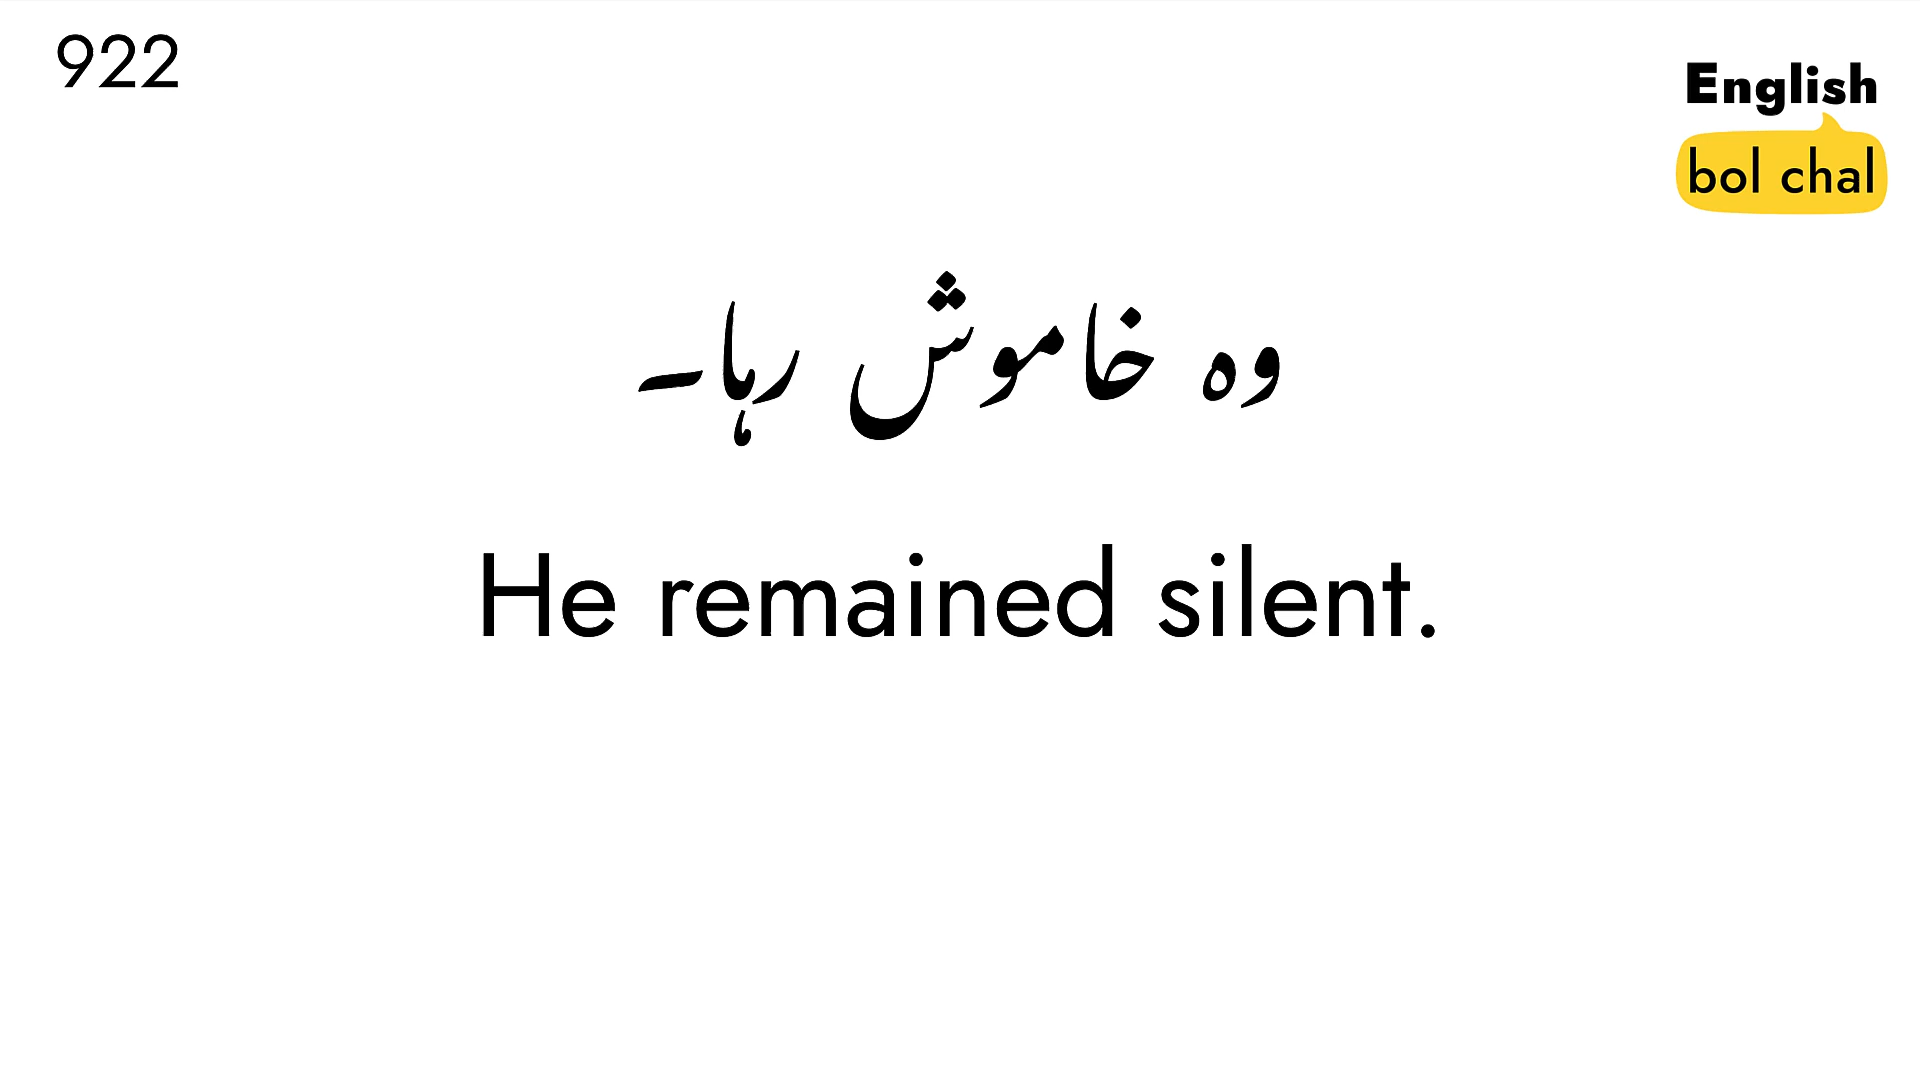 922
English
bol chal
وہ خاموش رہا۔
He remained silent.